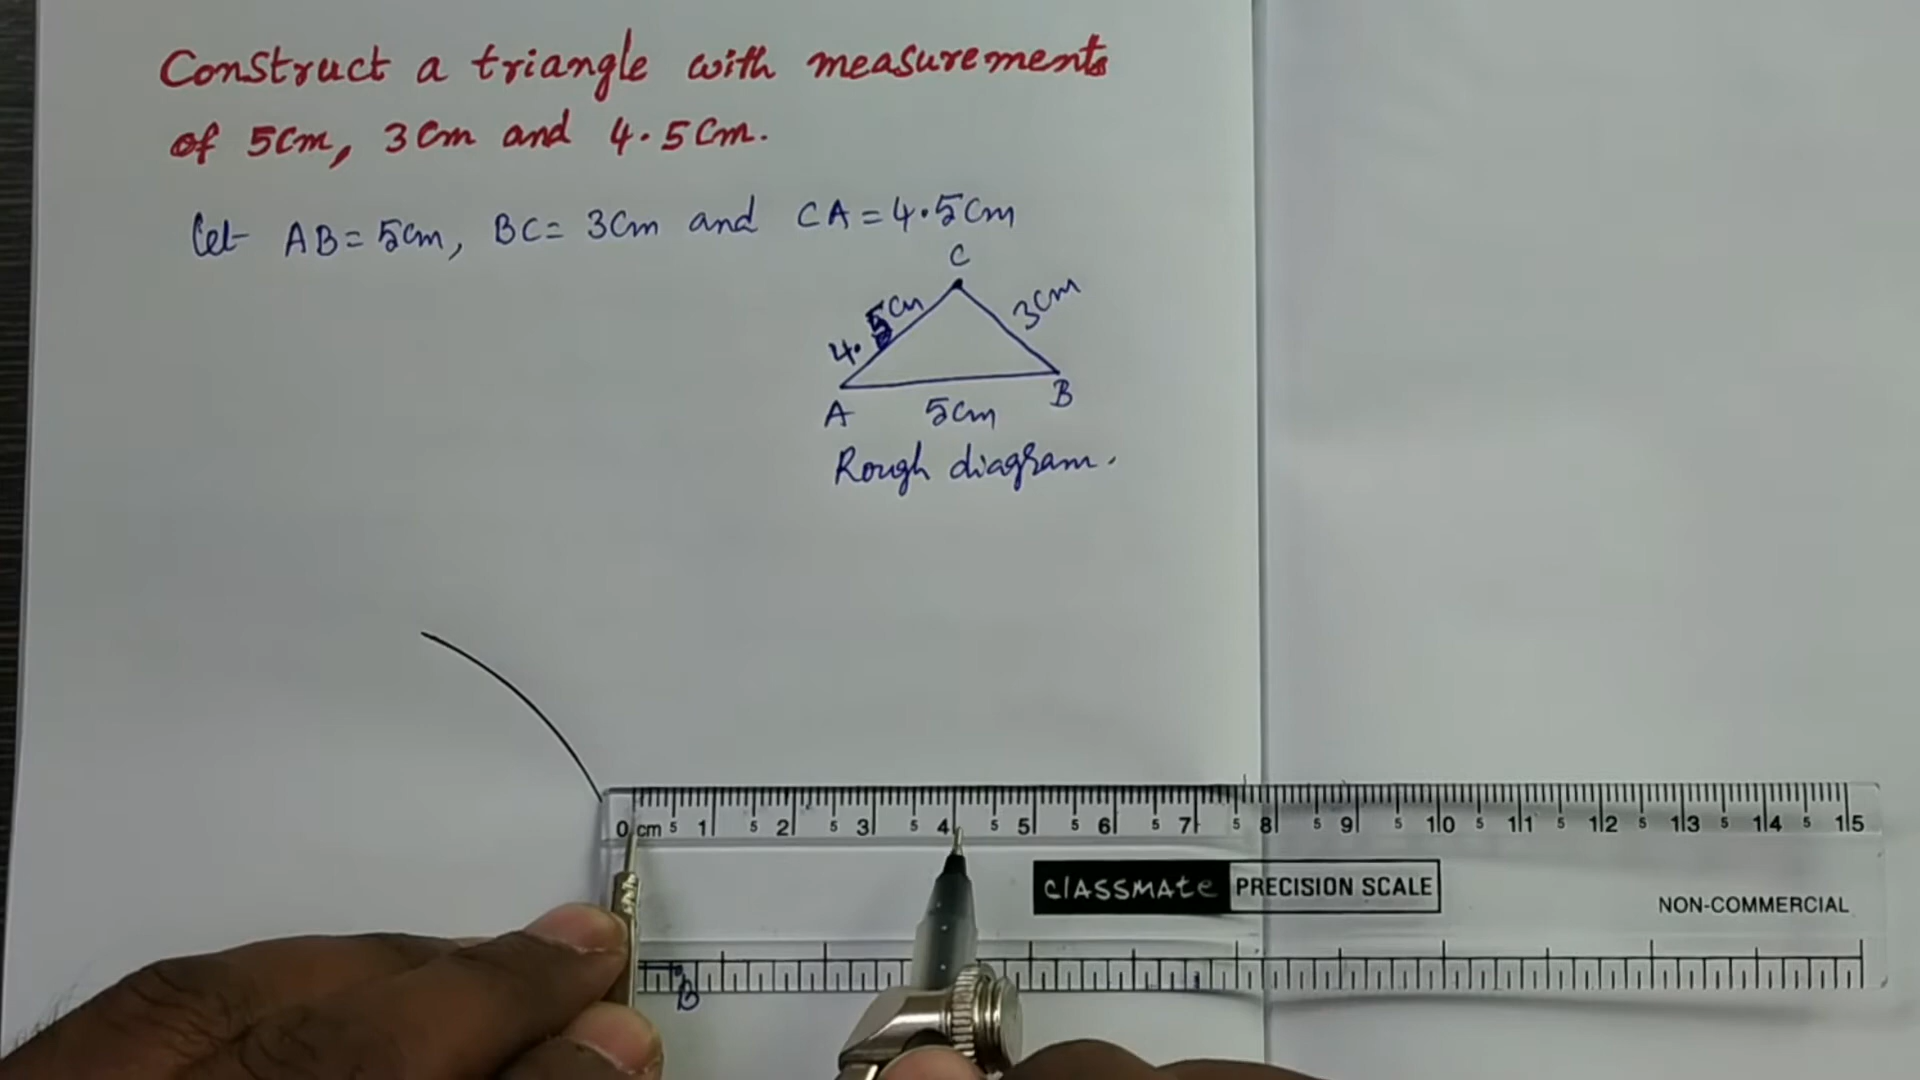 Construct a triangle with measurements
of 5cm, 3cm and 4.5cm.
Let AB = 5cm, BC = 3cm and CA = 4.5cm
C
4.5cm 3cm
A 5cm B
Rough diagram.
0 cm 5 1 5 2 5 3 5 4 5 5 5 6 5 7 5 8 5 9 5 10 5 11 5 12 5 13 5 14 5 15
classmate PRECISION SCALE
NON-COMMERCIAL
B